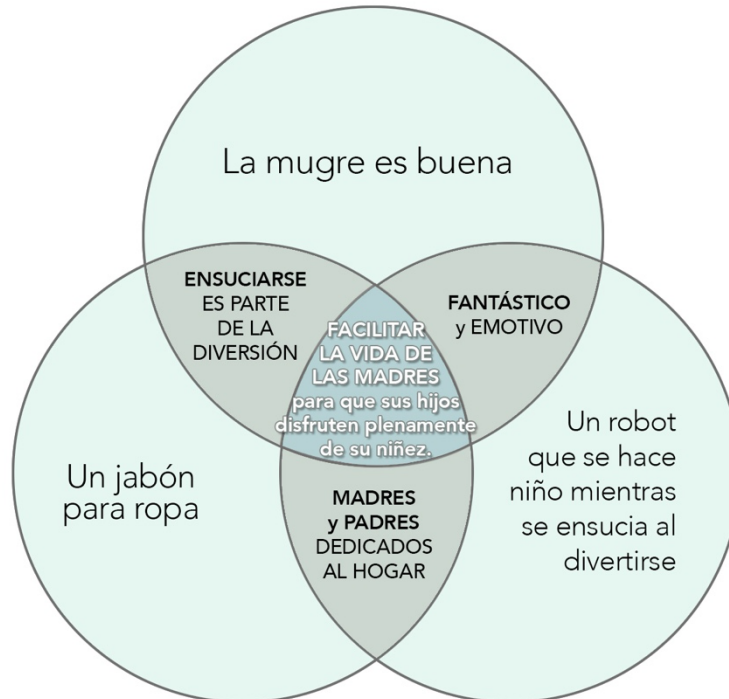 La mugre es buena
ENSUCIARSE
ES PARTE
DE LA
DIVERSIÓN
FANTÁSTICO
y EMOTIVO
FACILITAR
LA VIDA DE
LAS MADRES
para que sus hijos
disfruten plenamente
de su niñez.
Un jabón
para ropa
MADRES
y PADRES
DEDICADOS
AL HOGAR
Un robot
que se hace
niño mientras
se ensucia al
divertirse